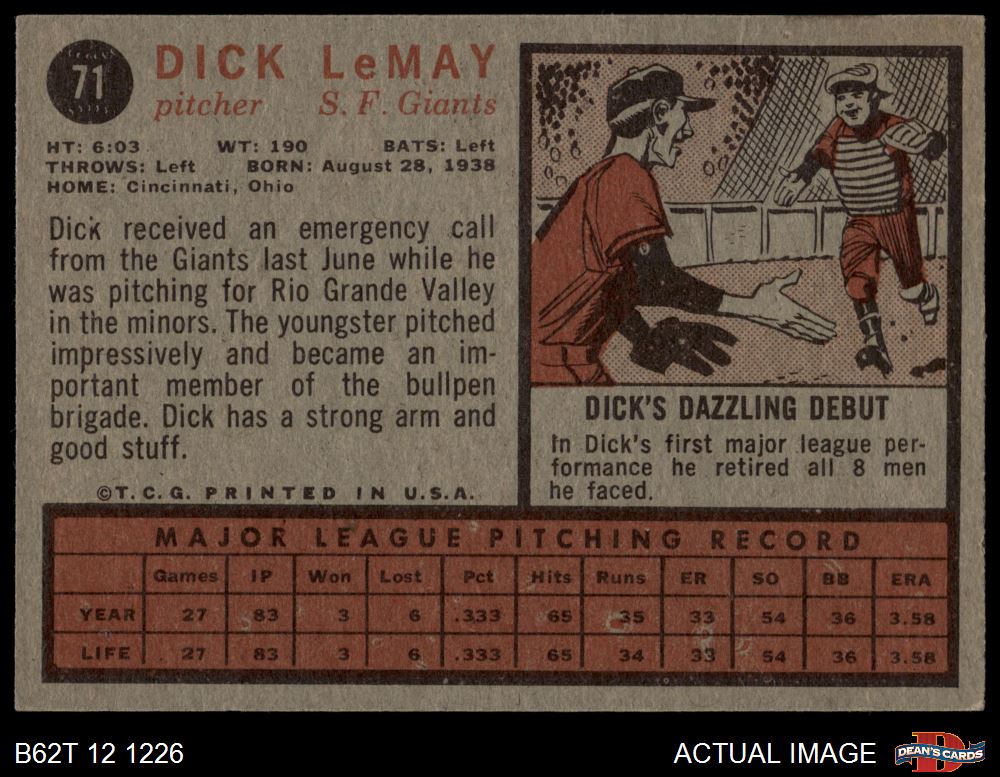 71
DICK LeMAY
pitcher S. F. Giants
HT: 6:03 WT: 190 BATS: Left
THROWS: Left BORN: August 28, 1938
HOME: Cincinnati, Ohio
Dick received an emergency call
from the Giants last June while he
was pitching for Rio Grande Valley
in the minors. The youngster pitched
impressively and became an im-
portant member of the bullpen
brigade. Dick has a strong arm and
good stuff.
©T.C.G. PRINTED IN U.S.A.
DICK'S DAZZLING DEBUT
In Dick's first major league per-
formance he retired all 8 men
he faced.
MAJOR LEAGUE PITCHING RECORD
Games IP Won Lost Pct Hits Runs ER SO BB ERA
YEAR 27 83 3 6 .333 65 35 33 54 36 3.58
LIFE 27 83 3 6 .333 65 34 33 54 36 3.58
B62T 12 1226
ACTUAL IMAGE
D
DEAN'S CARDS